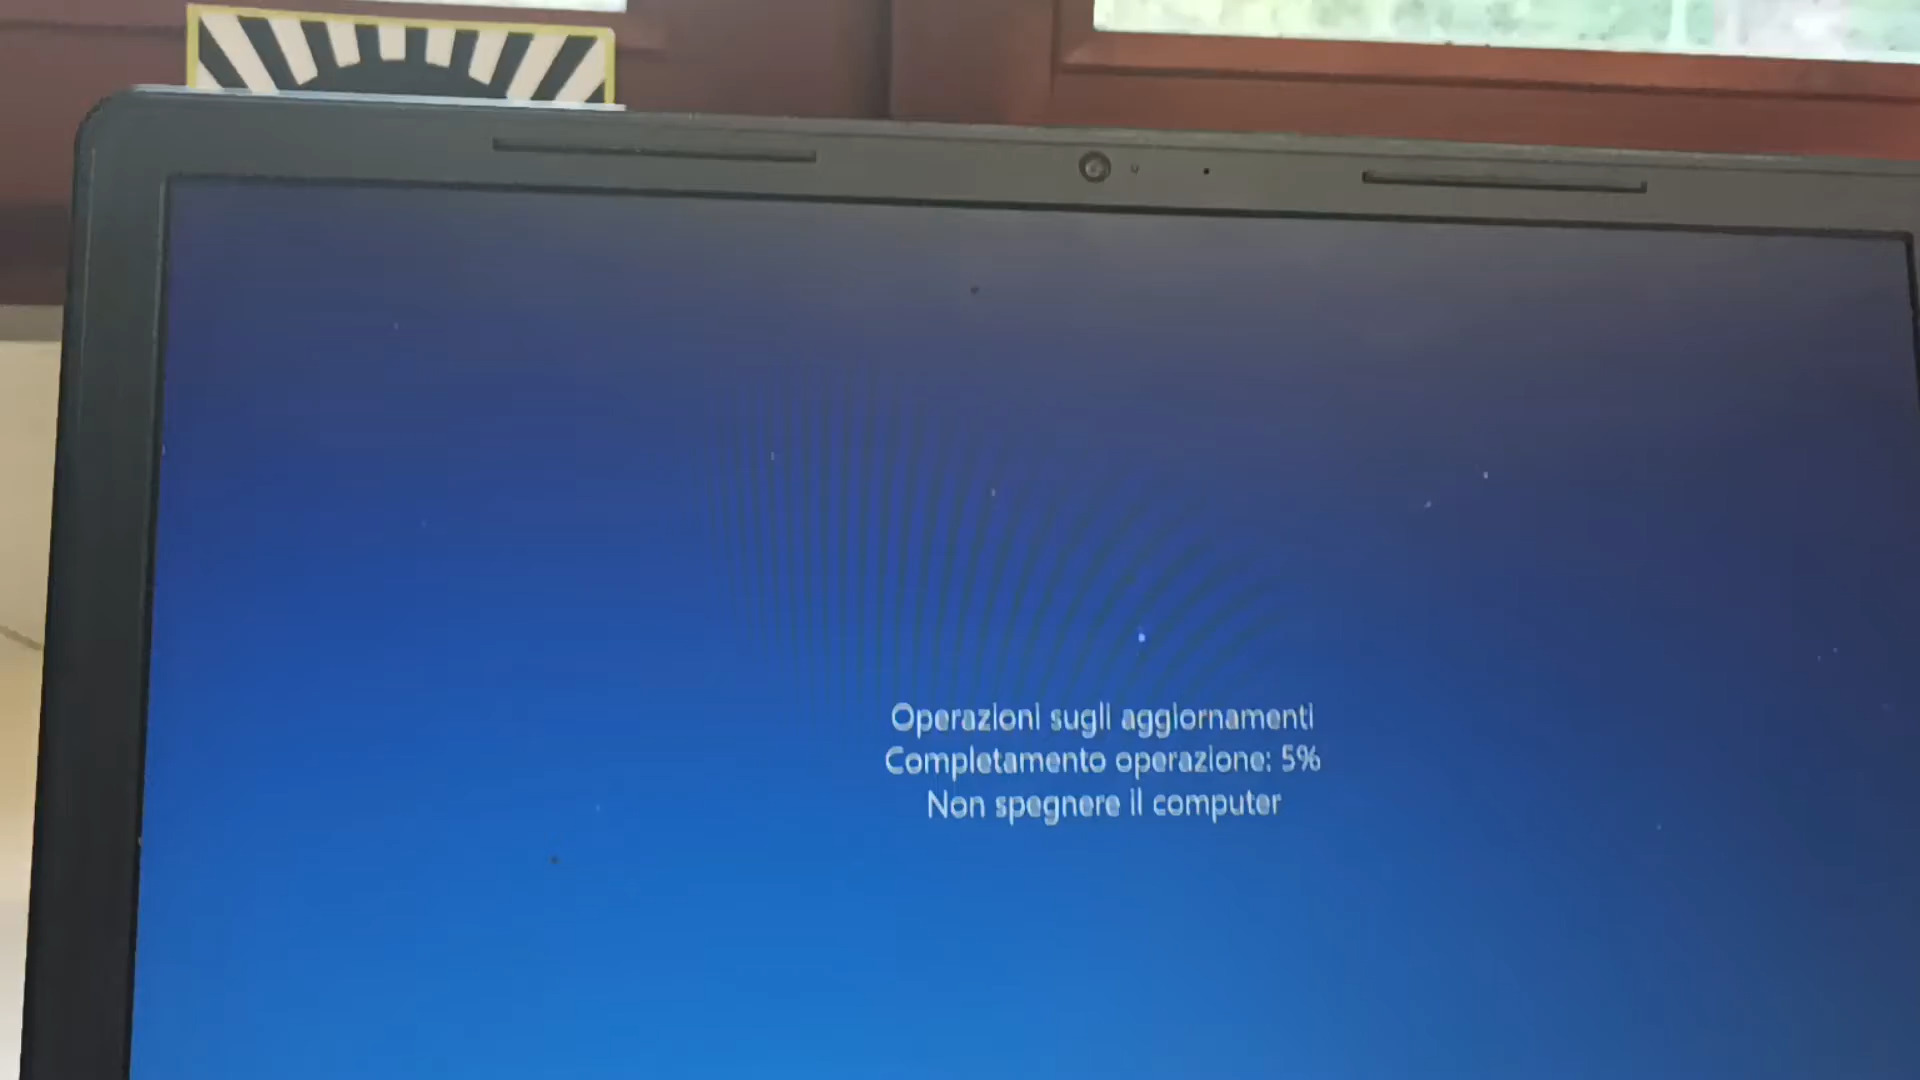 Operazioni sugli aggiornamenti
Completamento operazione: 5%
Non spegnere il computer